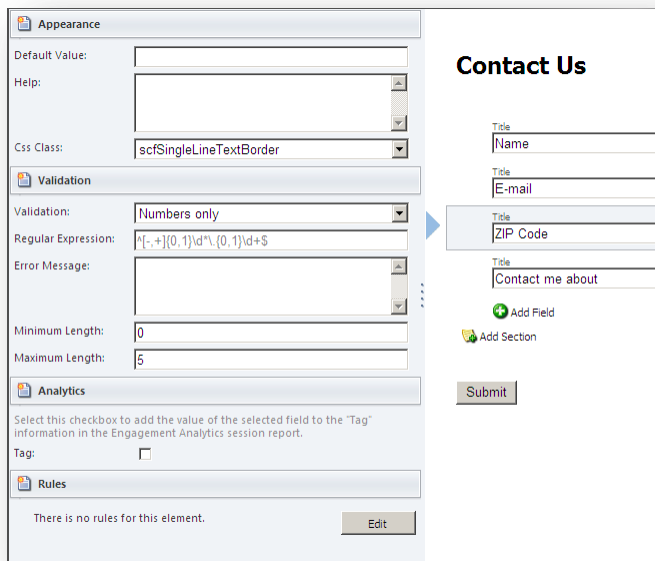 Appearance
Default Value:
Help:
Css Class: scfSingleLineTextBorder
Validation
Validation: Numbers only
Regular Expression: ^[-,+]{0,1}\d*\.{0,1}\d+$
Error Message:
Minimum Length: 0
Maximum Length: 5
Analytics
Select this checkbox to add the value of the selected field to the "Tag"
information in the Engagement Analytics session report.
Tag:
Rules
There is no rules for this element. Edit
Contact Us
Title
Name
Title
E-mail
Title
ZIP Code
Title
Contact me about
Add Field
Add Section
Submit